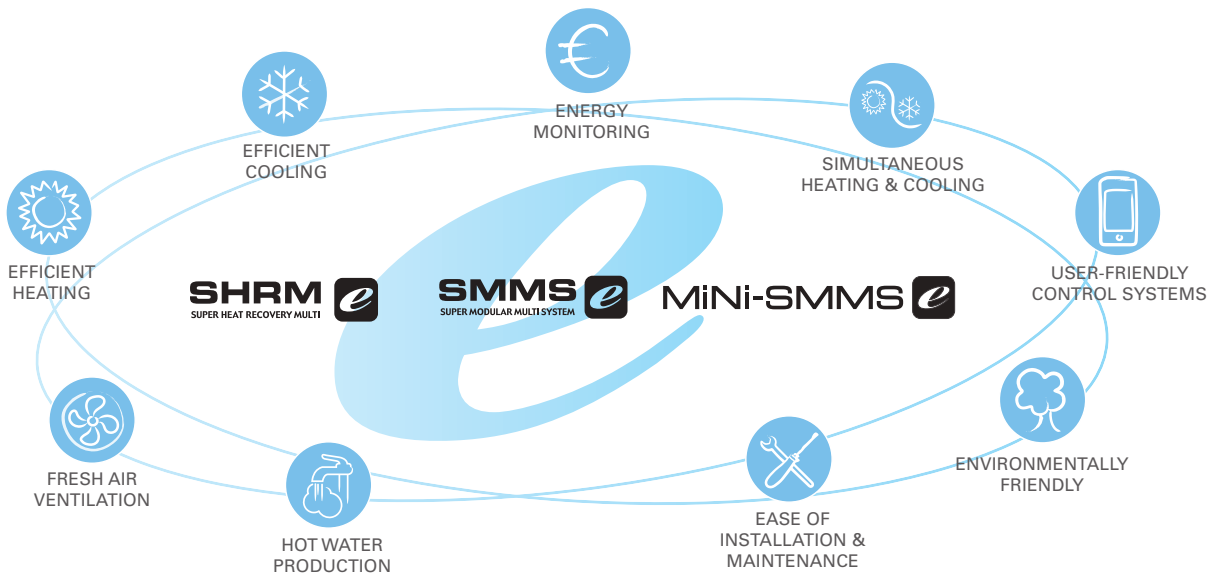 ENERGY
MONITORING
EFFICIENT
COOLING
SIMULTANEOUS
HEATING & COOLING
EFFICIENT
HEATING
USER-FRIENDLY
CONTROL SYSTEMS
e
SHRM e
SUPER HEAT RECOVERY MULTI
SMMS e
SUPER MODULAR MULTI SYSTEM
MiNi-SMMS e
FRESH AIR
VENTILATION
HOT WATER
PRODUCTION
EASE OF
INSTALLATION &
MAINTENANCE
ENVIRONMENTALLY
FRIENDLY